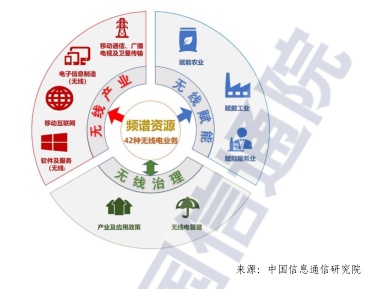 移动通信、广播
电视及卫星传输
电子信息制造
(无线)
移动互联网
软件及服务
(无线)
无线产业
赋能农业
赋能工业
赋能服务业
无线赋能
频谱资源
42种无线电业务
无线治理
产业及应用政策
无线电管理
来源：中国信息通信研究院
国信通院